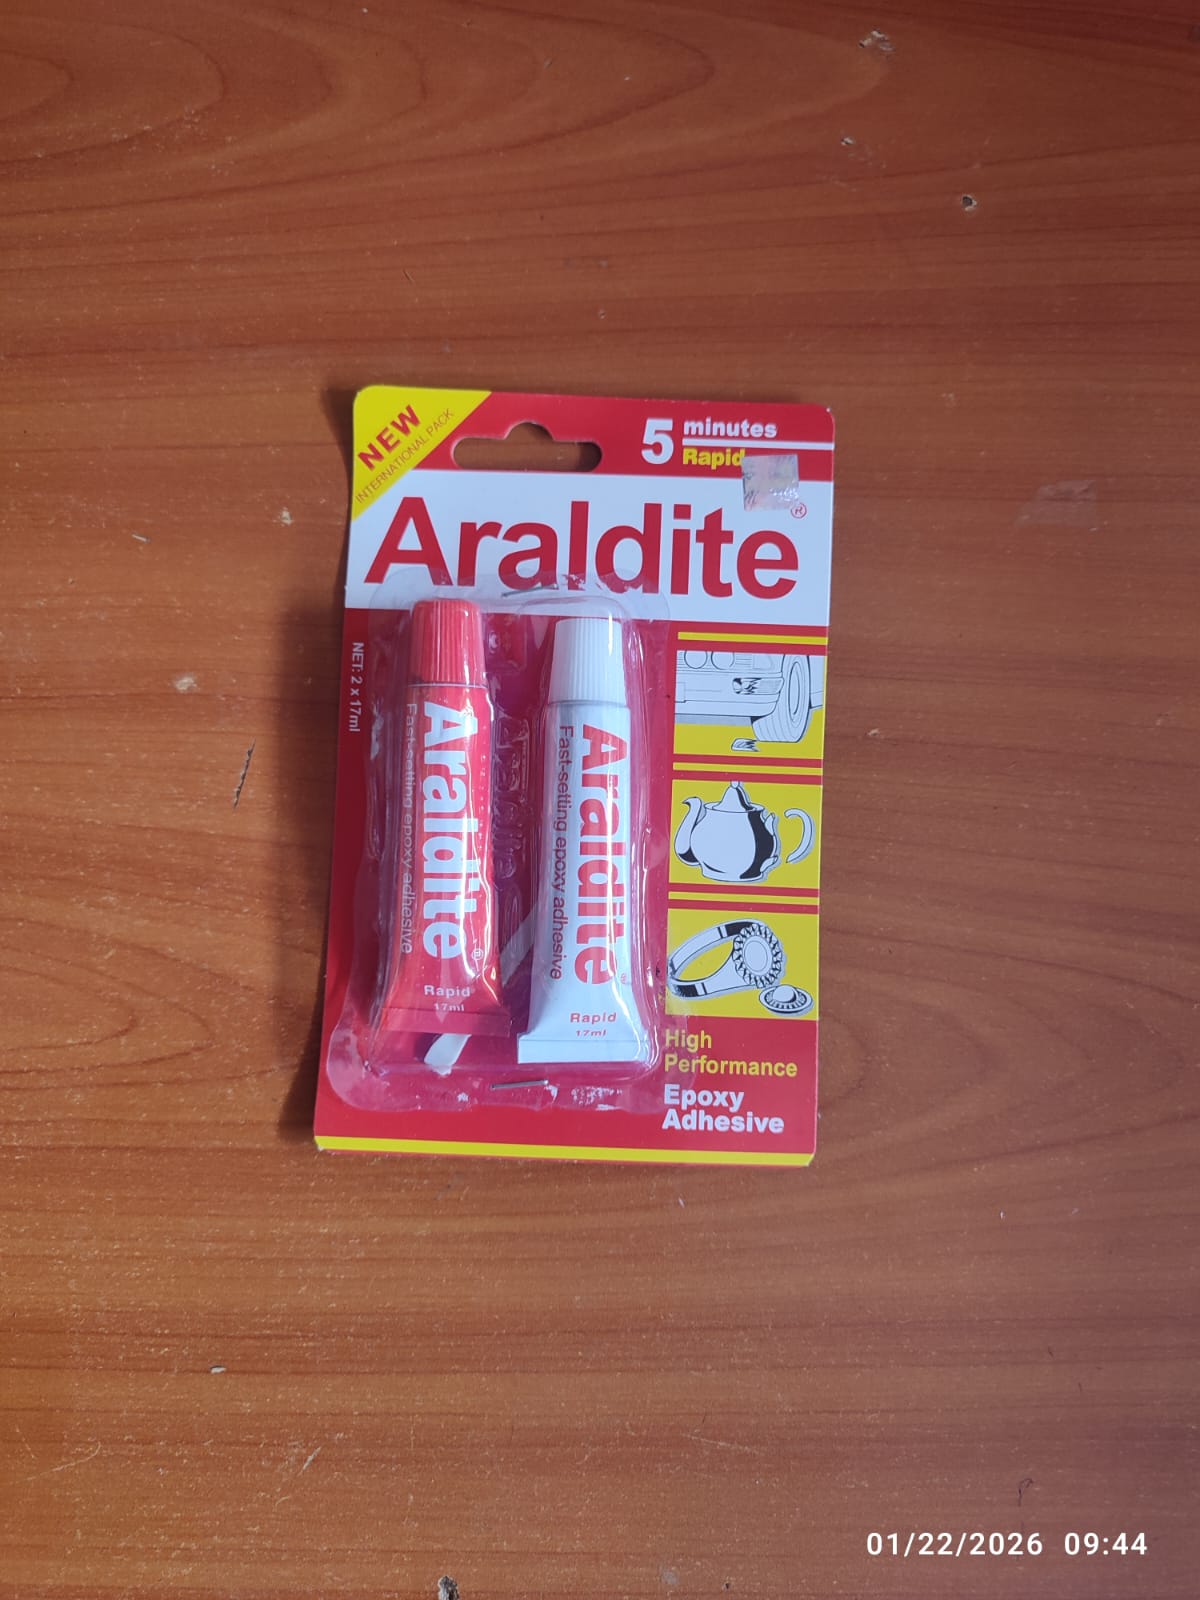 NEW
INTERNATIONAL PACK
5 minutes
Rapid
Araldite®
NET: 2 x 17ml
Araldite®
Fast-setting epoxy adhesive
Rapid
17ml
Araldite®
Fast-setting epoxy adhesive
Rapid
17ml
High
Performance
Epoxy
Adhesive
01/22/2026 09:44